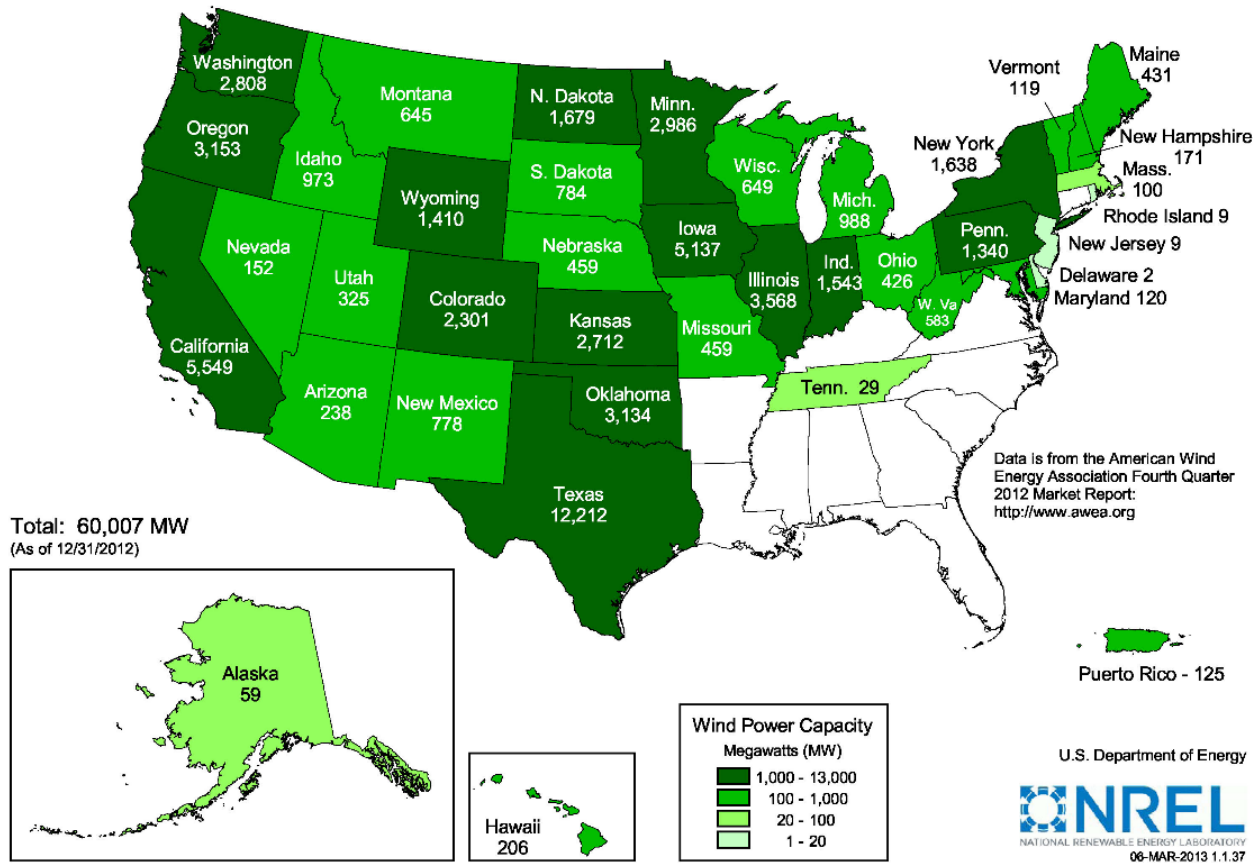 Washington
2,808
Oregon
3,153
California
5,549
Nevada
152
Idaho
973
Montana
645
Wyoming
1,410
Utah
325
Colorado
2,301
Arizona
238
New Mexico
778
N. Dakota
1,679
S. Dakota
784
Nebraska
459
Kansas
2,712
Oklahoma
3,134
Texas
12,212
Minn.
2,986
Iowa
5,137
Missouri
459
Wisc.
649
Illinois
3,568
Mich.
988
Ind.
1,543
Ohio
426
W. Va
583
Tenn. 29
Penn.
1,340
New York
1,638
Vermont
119
Maine
431
New Hampshire
171
Mass.
100
Rhode Island 9
New Jersey 9
Delaware 2
Maryland 120
Data is from the American Wind
Energy Association Fourth Quarter
2012 Market Report:
http://www.awea.org
Total: 60,007 MW
(As of 12/31/2012)
Alaska
59
Hawaii
206
Puerto Rico - 125
Wind Power Capacity
Megawatts (MW)
1,000 - 13,000
100 - 1,000
20 - 100
1 - 20
U.S. Department of Energy
NREL
NATIONAL RENEWABLE ENERGY LABORATORY
06-MAR-2013 1.1.37